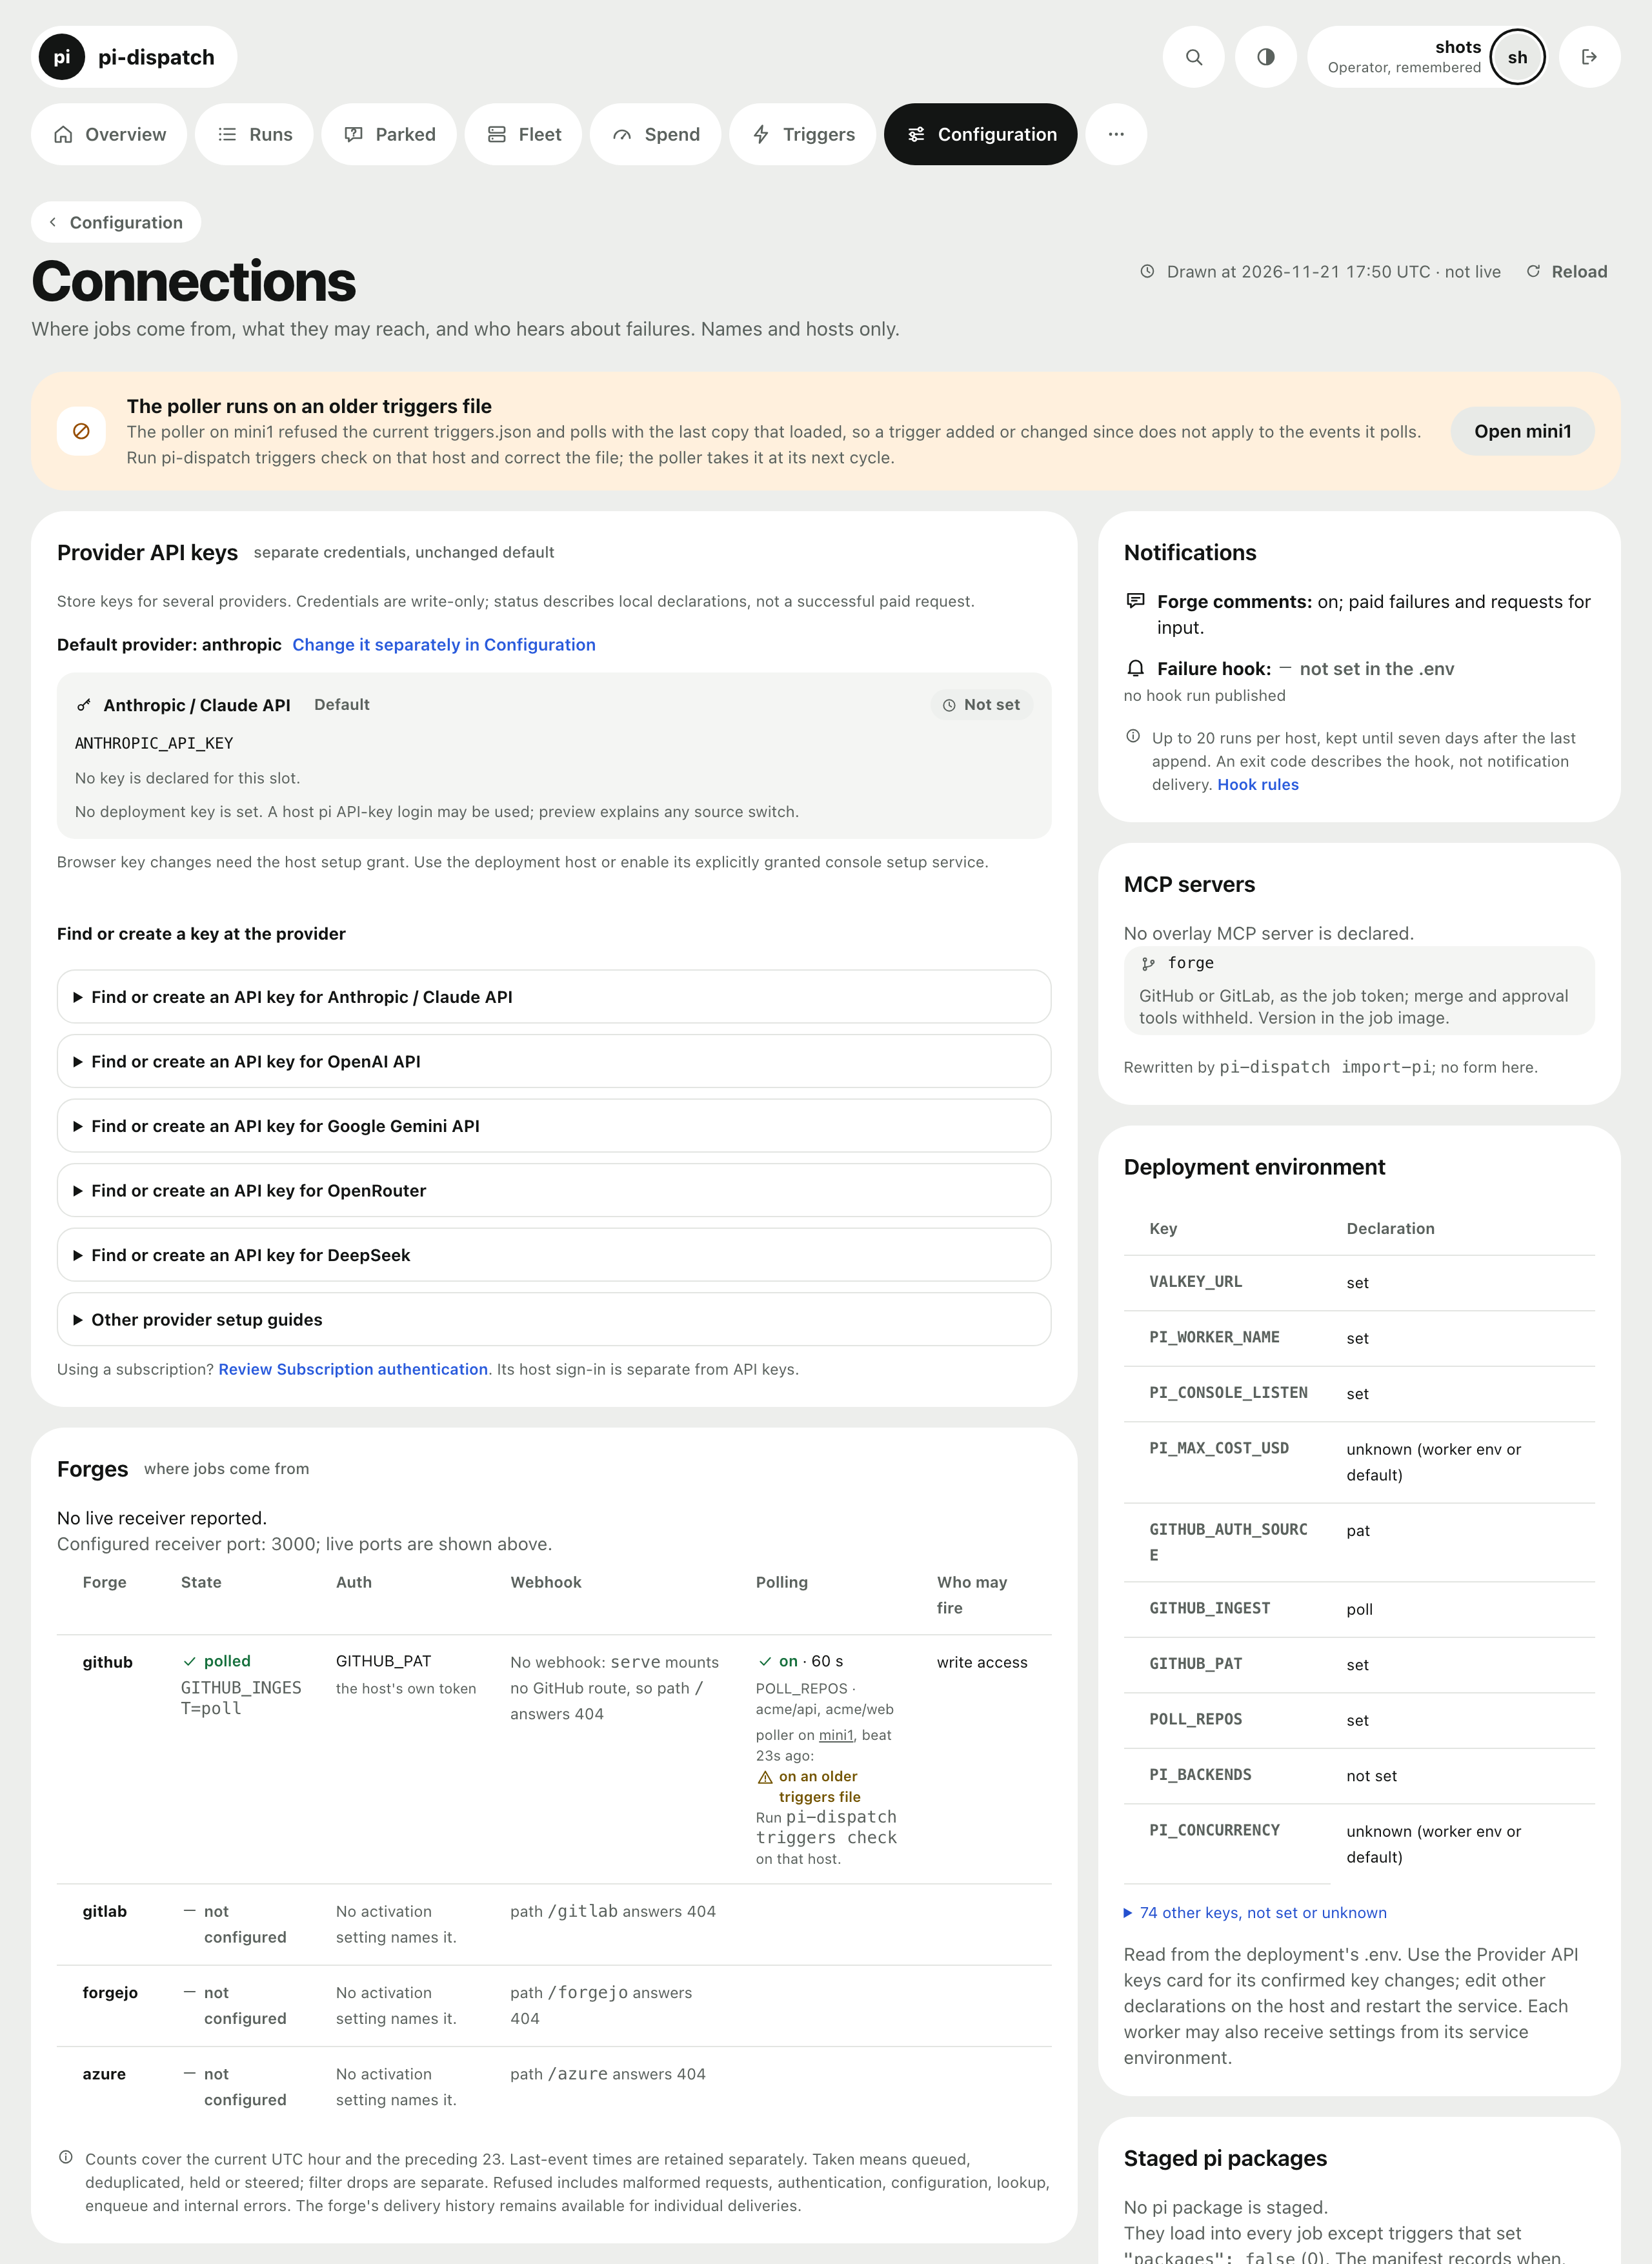 pi pi-dispatch
shots
Operator, remembered
sh
Overview
Runs
Parked
Fleet
Spend
Triggers
Configuration
Configuration
Connections
Drawn at 2026-11-21 17:50 UTC · not live
Reload
Where jobs come from, what they may reach, and who hears about failures. Names and hosts only.
The poller runs on an older triggers file
The poller on mini1 refused the current triggers.json and polls with the last copy that loaded, so a trigger added or changed since does not apply to the events it polls.
Run pi-dispatch triggers check on that host and correct the file; the poller takes it at its next cycle.
Open mini1
Provider API keys separate credentials, unchanged default
Store keys for several providers. Credentials are write-only; status describes local declarations, not a successful paid request.
Default provider: anthropic Change it separately in Configuration
Anthropic / Claude API Default
Not set
ANTHROPIC_API_KEY
No key is declared for this slot.
No deployment key is set. A host pi API-key login may be used; preview explains any source switch.
Browser key changes need the host setup grant. Use the deployment host or enable its explicitly granted console setup service.
Find or create a key at the provider
Find or create an API key for Anthropic / Claude API
Find or create an API key for OpenAI API
Find or create an API key for Google Gemini API
Find or create an API key for OpenRouter
Find or create an API key for DeepSeek
Other provider setup guides
Using a subscription? Review Subscription authentication. Its host sign-in is separate from API keys.
Forges where jobs come from
No live receiver reported.
Configured receiver port: 3000; live ports are shown above.
Forge State Auth Webhook Polling Who may
fire
github
polled
GITHUB_INGES
T=poll
GITHUB_PAT
the host's own token
No webhook: serve mounts
no GitHub route, so path /
answers 404
on · 60 s
POLL_REPOS ·
acme/api, acme/web
poller on mini1, beat
23s ago:
on an older
triggers file
Run pi-dispatch
triggers check
on that host.
write access
gitlab
— not
configured
No activation
setting names it.
path /gitlab answers 404
forgejo
— not
configured
No activation
setting names it.
path /forgejo answers
404
azure
— not
configured
No activation
setting names it.
path /azure answers 404
Counts cover the current UTC hour and the preceding 23. Last-event times are retained separately. Taken means queued,
deduplicated, held or steered; filter drops are separate. Refused includes malformed requests, authentication, configuration, lookup,
enqueue and internal errors. The forge's delivery history remains available for individual deliveries.
Notifications
Forge comments: on; paid failures and requests for
input.
Failure hook: — not set in the .env
no hook run published
Up to 20 runs per host, kept until seven days after the last
append. An exit code describes the hook, not notification
delivery. Hook rules
MCP servers
No overlay MCP server is declared.
forge
GitHub or GitLab, as the job token; merge and approval
tools withheld. Version in the job image.
Rewritten by pi-dispatch import-pi; no form here.
Deployment environment
Key Declaration
VALKEY_URL set
PI_WORKER_NAME set
PI_CONSOLE_LISTEN set
PI_MAX_COST_USD unknown (worker env or
default)
GITHUB_AUTH_SOURC pat
E
GITHUB_INGEST poll
GITHUB_PAT set
POLL_REPOS set
PI_BACKENDS not set
PI_CONCURRENCY unknown (worker env or
default)
74 other keys, not set or unknown
Read from the deployment's .env. Use the Provider API
keys card for its confirmed key changes; edit other
declarations on the host and restart the service. Each
worker may also receive settings from its service
environment.
Staged pi packages
No pi package is staged.
They load into every job except triggers that set
"packages": false (0). The manifest records when,